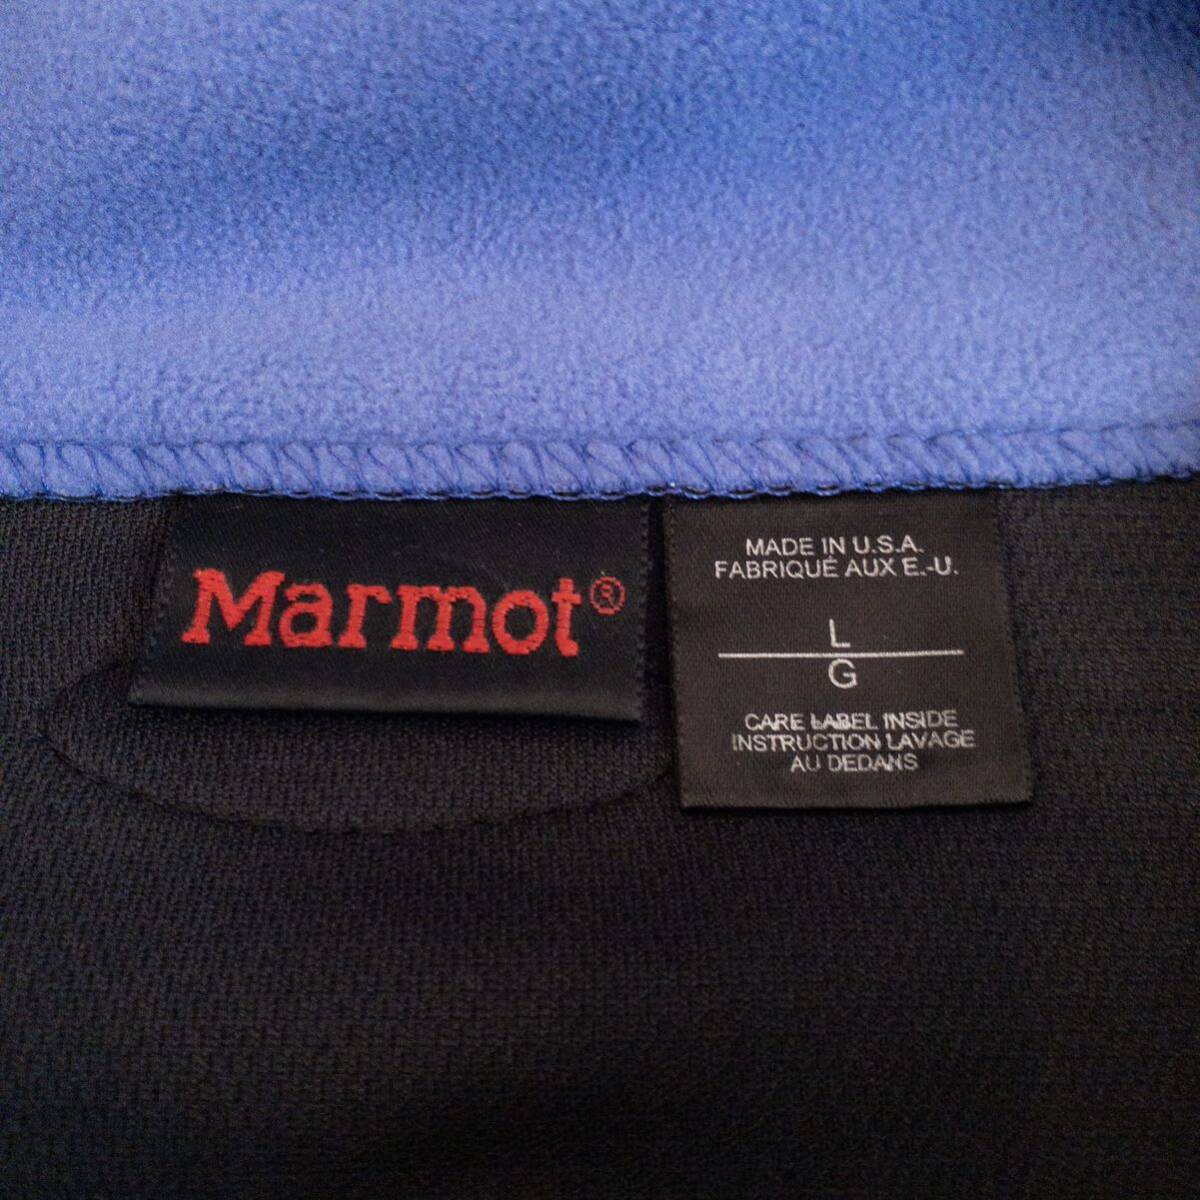 Marmot®
MADE IN U.S.A.
FABRIQUÉ AUX E.-U.
L
G
CARE LABEL INSIDE
INSTRUCTION LAVAGE
AU DEDANS